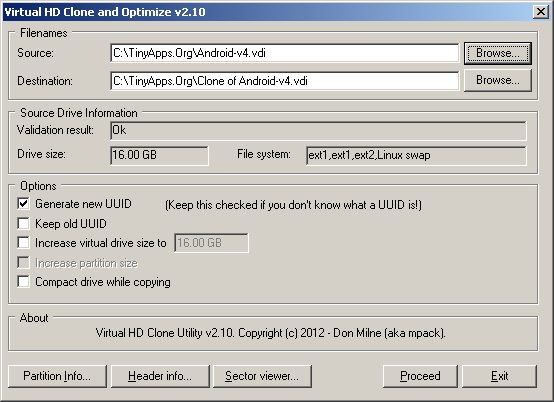 Virtual HD Clone and Optimize v2.10
Filenames
Source: C:\TinyApps.Org\Android-v4.vdi Browse...
Destination: C:\TinyApps.Org\Clone of Android-v4.vdi Browse...
Source Drive Information
Validation result: Ok
Drive size: 16.00 GB File system: ext1,ext1,ext2,Linux swap
Options
Generate new UUID (Keep this checked if you don't know what a UUID is!)
Keep old UUID
Increase virtual drive size to 16.00 GB
Increase partition size
Compact drive while copying
About
Virtual HD Clone Utility v2.10. Copyright (c) 2012 - Don Milne (aka mpack).
Partition Info... Header info... Sector viewer... Proceed Exit